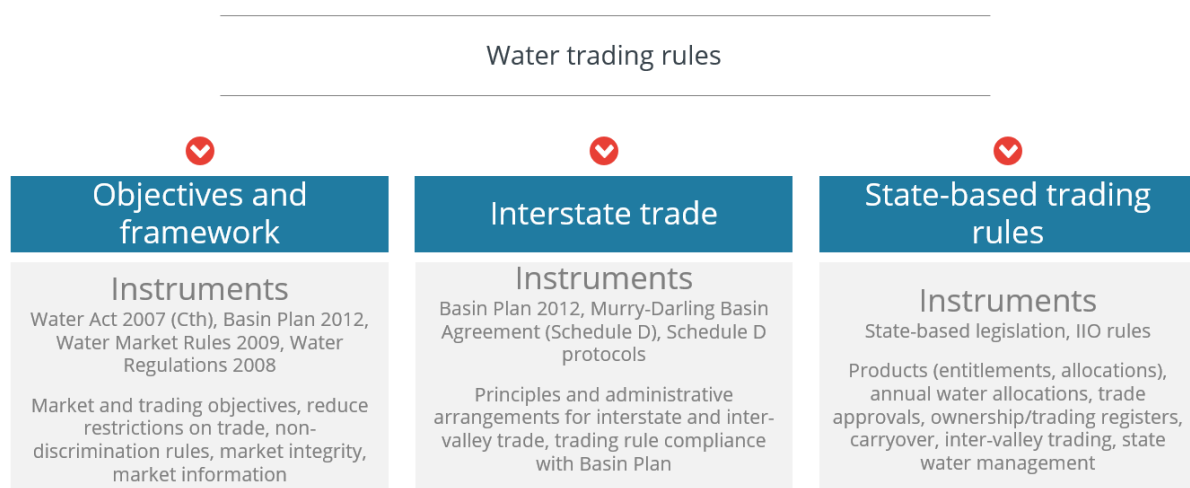 Water trading rules
Objectives and
framework
Instruments
Water Act 2007 (Cth), Basin Plan 2012,
Water Market Rules 2009, Water
Regulations 2008
Market and trading objectives, reduce
restrictions on trade, non-
discrimination rules, market integrity,
market information
Interstate trade
Instruments
Basin Plan 2012, Murry-Darling Basin
Agreement (Schedule D), Schedule D
protocols
Principles and administrative
arrangements for interstate and inter-
valley trade, trading rule compliance
with Basin Plan
State-based trading
rules
Instruments
State-based legislation, IIO rules
Products (entitlements, allocations),
annual water allocations, trade
approvals, ownership/trading registers,
carryover, inter-valley trading, state
water management